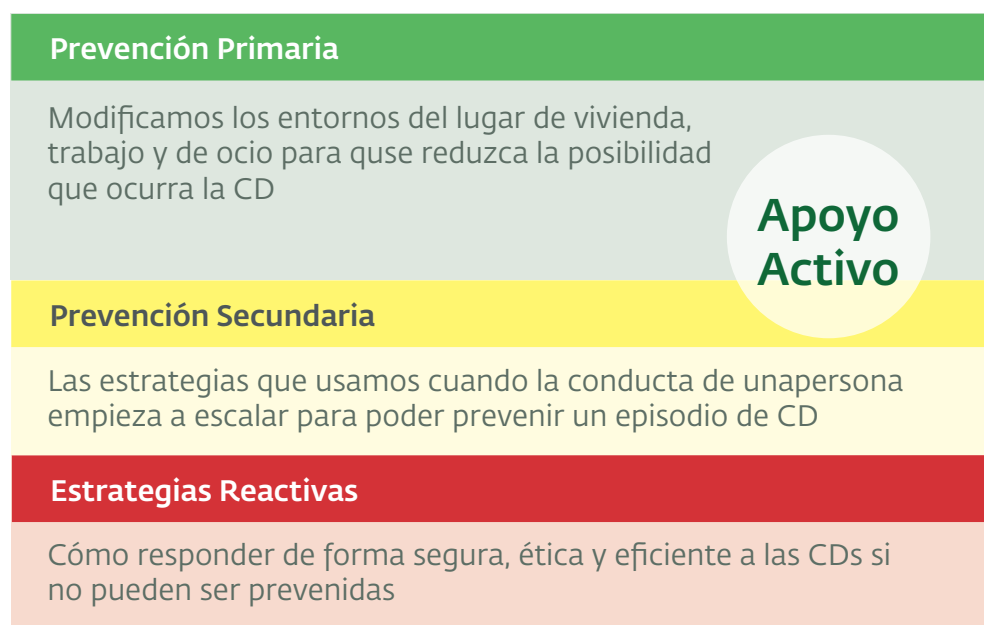 Prevención Primaria
Modificamos los entornos del lugar de vivienda,
trabajo y de ocio para quse reduzca la posibilidad
que ocurra la CD
Apoyo
Activo
Prevención Secundaria
Las estrategias que usamos cuando la conducta de unapersona
empieza a escalar para poder prevenir un episodio de CD
Estrategias Reactivas
Cómo responder de forma segura, ética y eficiente a las CDs si
no pueden ser prevenidas